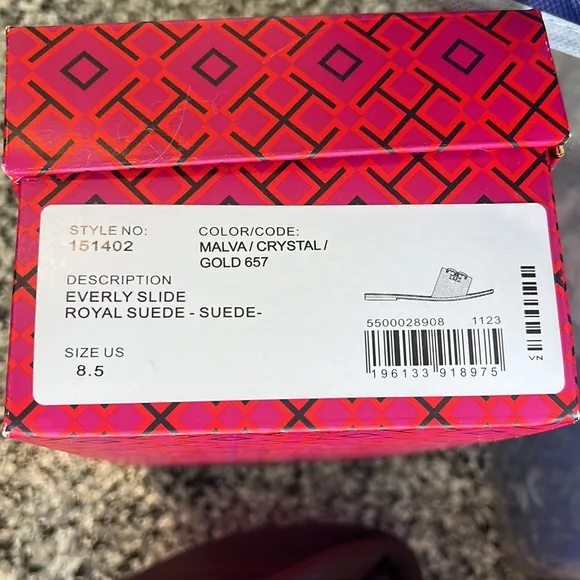 STYLE NO:
151402
COLOR/CODE:
MALVA / CRYSTAL /
GOLD 657
DESCRIPTION
EVERLY SLIDE
ROYAL SUEDE - SUEDE-
SIZE US
8.5
5500028908 1123
196133 918975
VN